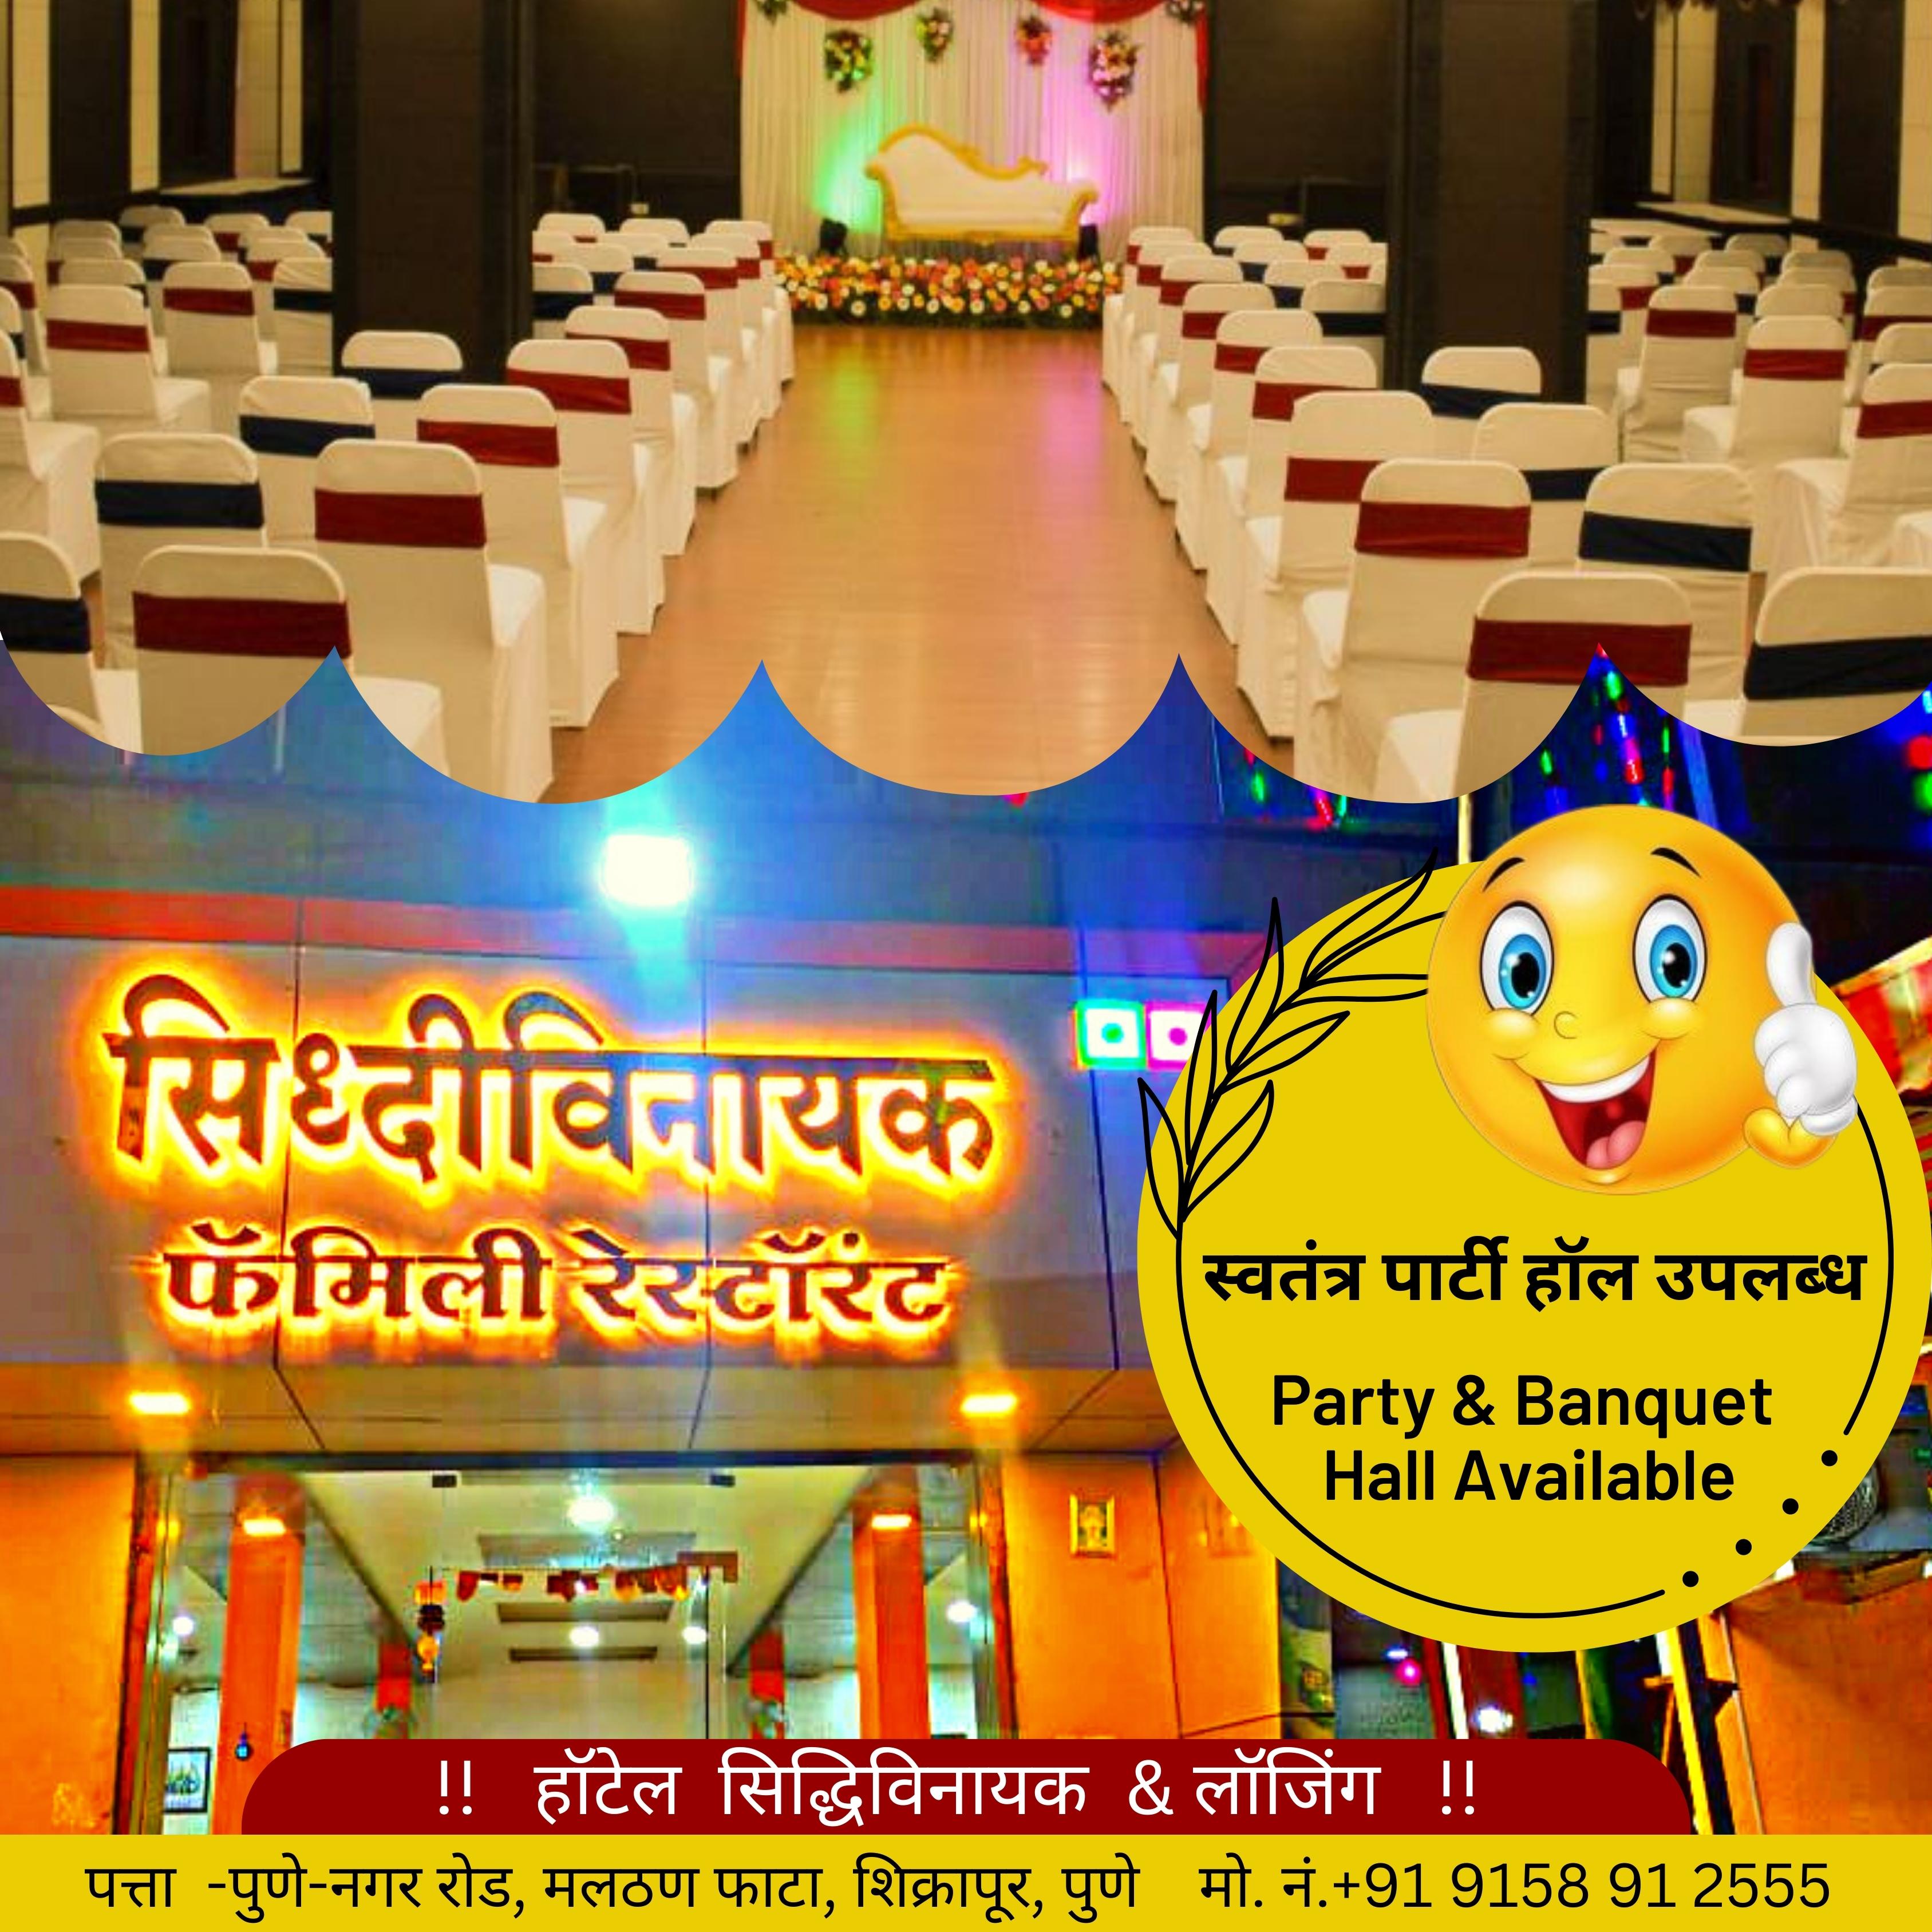 सिध्दीविनायक
फॅमिली रेस्टॉरंट
स्वतंत्र पार्टी हॉल उपलब्ध
Party & Banquet
Hall Available
!! हॉटेल सिद्धिविनायक & लॉजिंग !!
पत्ता -पुणे-नगर रोड, मलठण फाटा, शिक्रापूर, पुणे मो. नं.+91 9158 91 2555